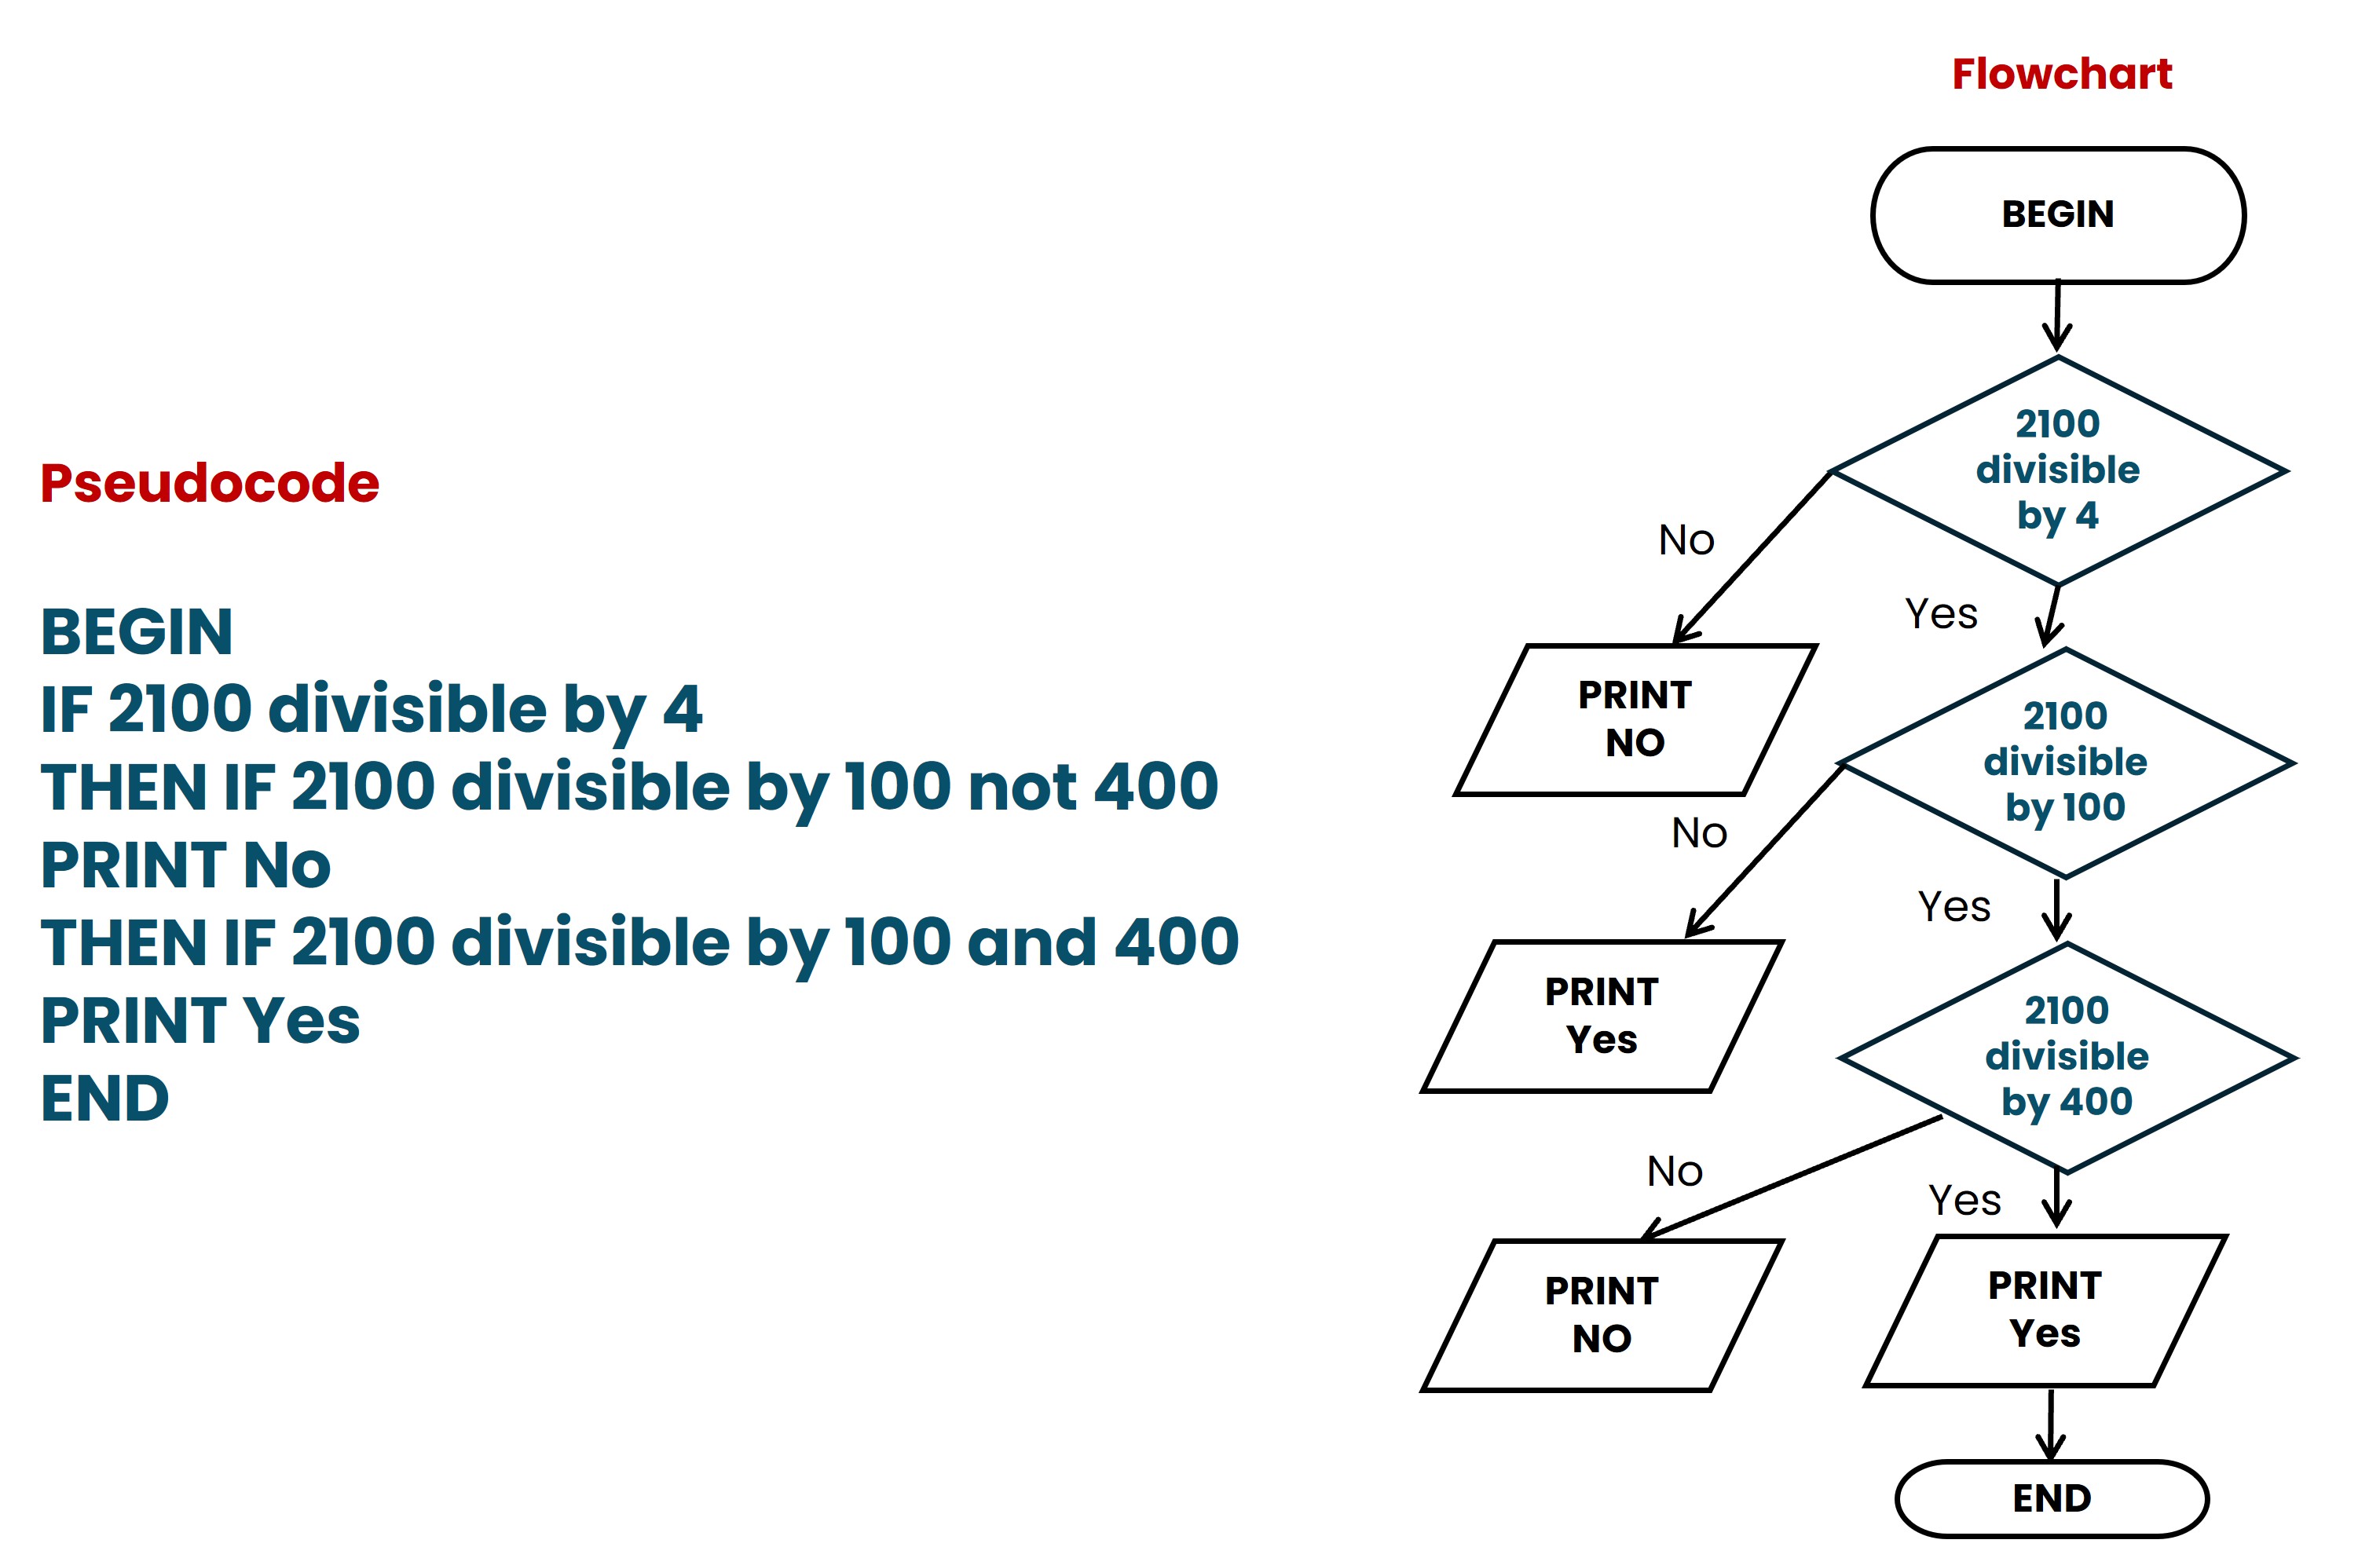 Pseudocode
BEGIN
IF 2100 divisible by 4
THEN IF 2100 divisible by 100 not 400
PRINT No
THEN IF 2100 divisible by 100 and 400
PRINT Yes
END
Flowchart
BEGIN
2100
divisible
by 4
No
Yes
PRINT
NO
2100
divisible
by 100
No
Yes
PRINT
Yes
2100
divisible
by 400
No
Yes
PRINT
NO
PRINT
Yes
END